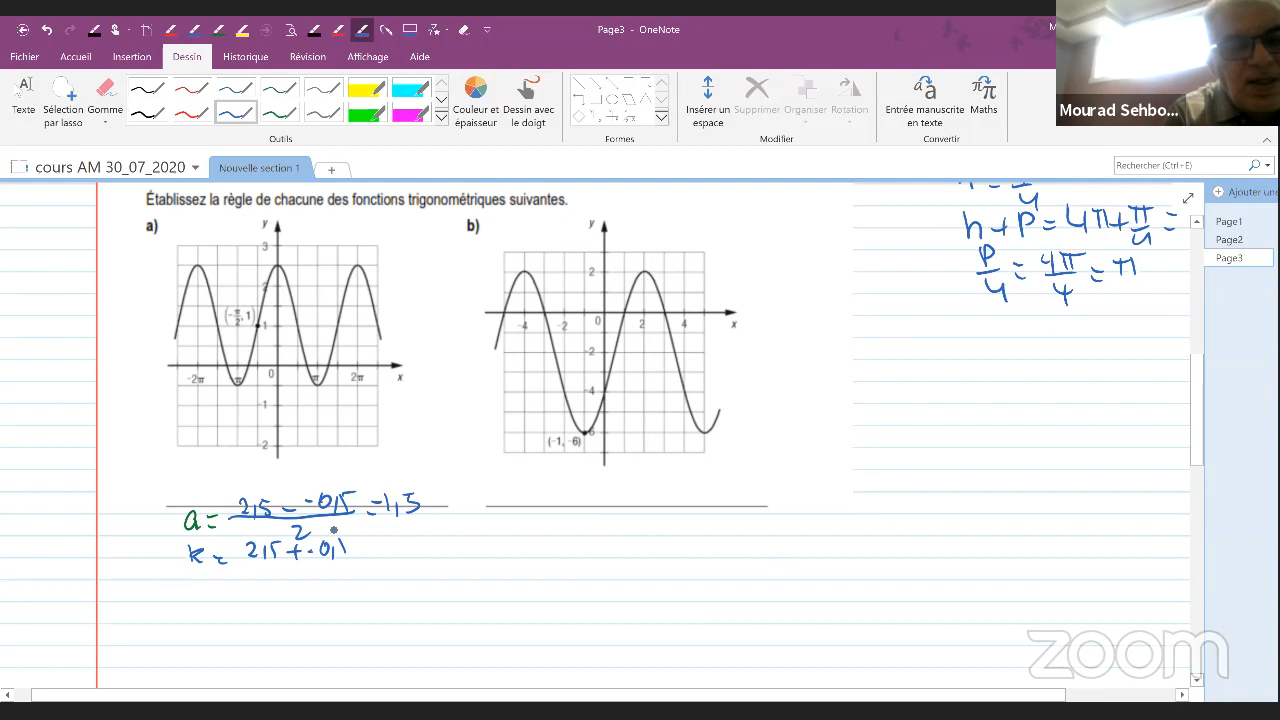 Page3 - OneNote
Fichier Accueil Insertion Dessin Historique Révision Affichage Aide
Texte Sélection par lasso Gomme Couleur et épaisseur Dessin avec le doigt Insérer un espace Supprimer Organiser Rotation Entrée manuscrite en texte Maths
Outils Formes Modifier Convertir
Mourad Sehbo...
cours AM 30_07_2020 Nouvelle section 1 +
Rechercher (Ctrl+E)
Ajouter une
Page1
Page2
Page3
Établissez la règle de chacune des fonctions trigonométriques suivantes.
a) y
3
2
(-π/2, 1) 1
-2π -π 0 π 2π x
-1
-2
b) y
2
-4 -2 0 2 4 x
-2
-4
(-1, -6) -6
h + P = 4π + π/4 =
P/4 = 4π/4 = π
a = (2,5 - -0,5)/2 = 1,5
k = 2,5 + -0,
zoom